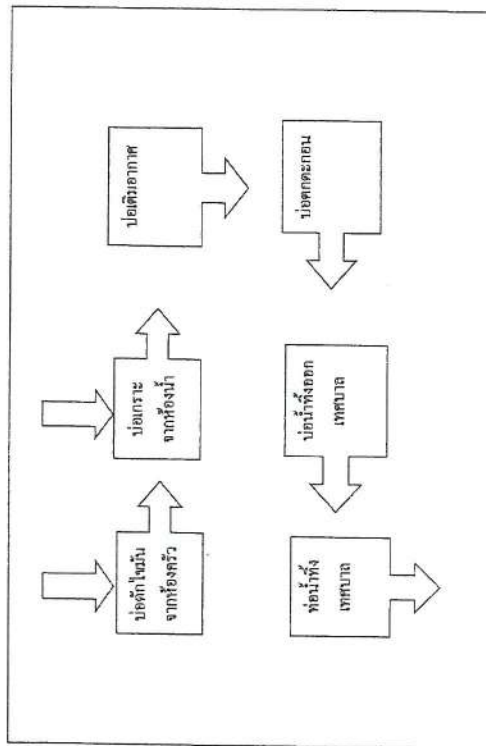 บ่อดักไขมัน
จากห้องครัว
บ่อเกราะ
จากห้องน้ำ
บ่อเติมอากาศ
บ่อตกตะกอน
บ่อน้ำทิ้งออก
เทศบาล
ท่อน้ำทิ้ง
เทศบาล